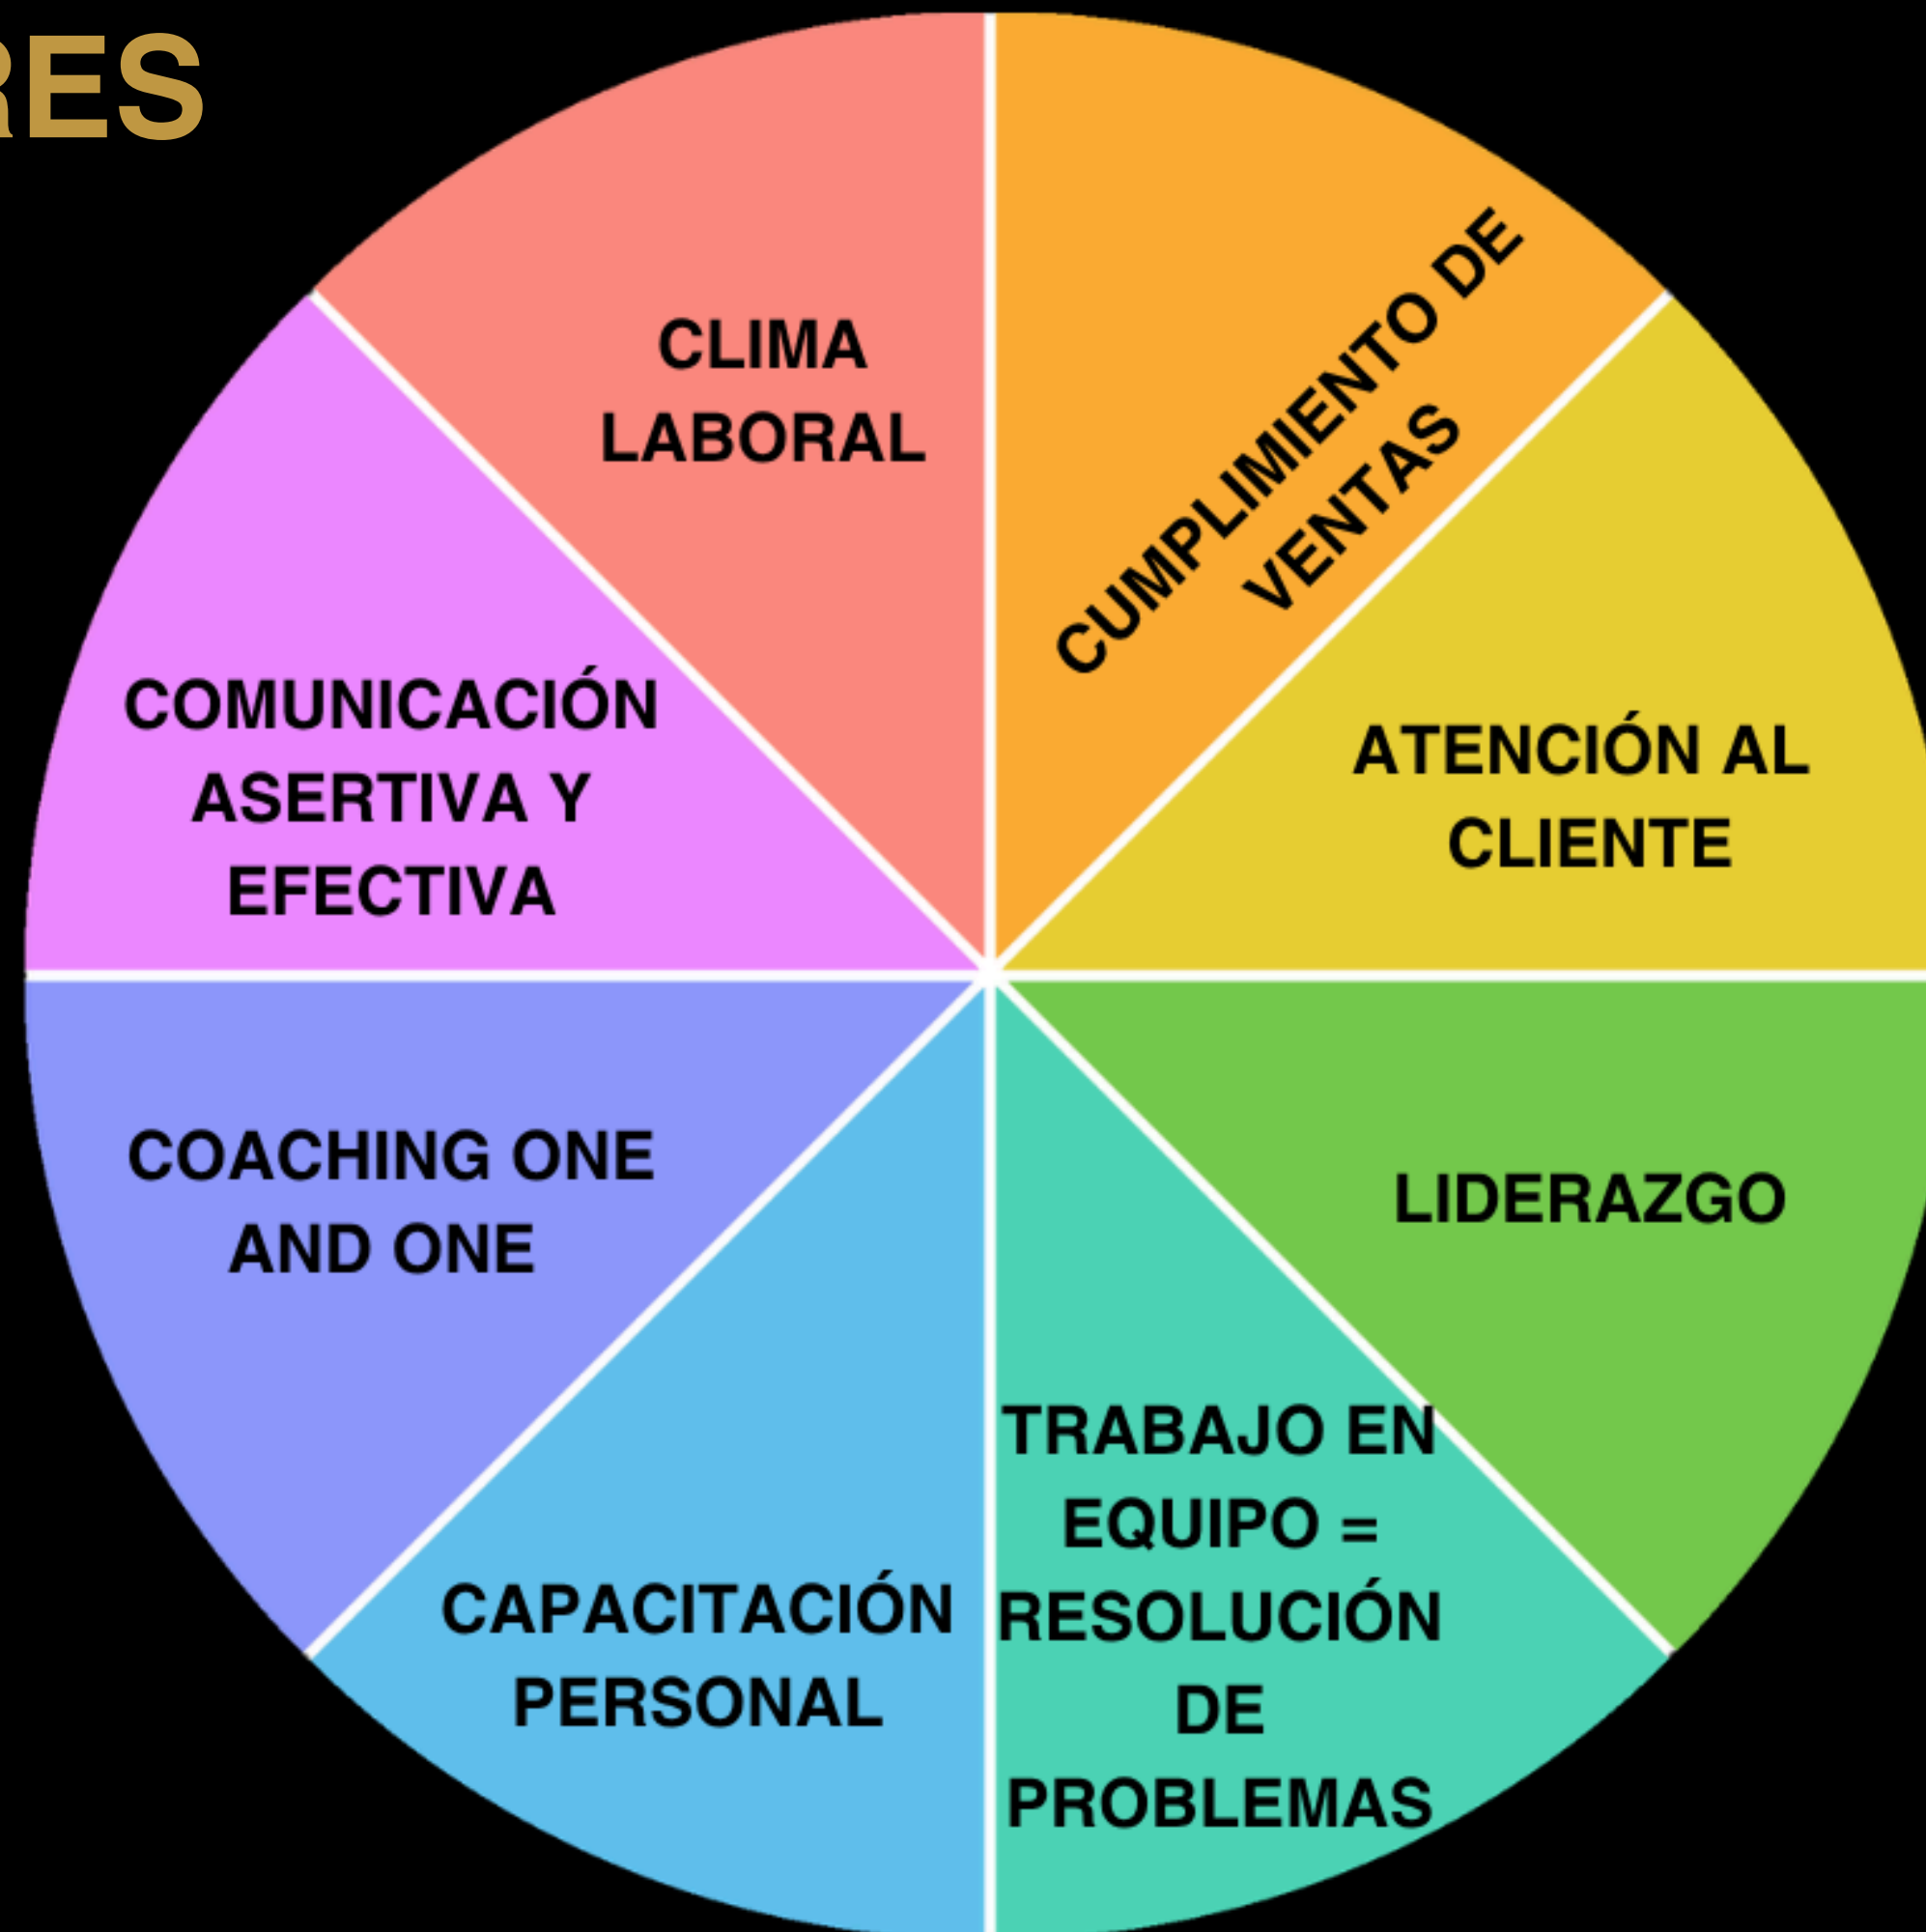 RES
CLIMA
LABORAL
CUMPLIMIENTO DE
VENTAS
COMUNICACIÓN
ASERTIVA Y
EFECTIVA
ATENCIÓN AL
CLIENTE
COACHING ONE
AND ONE
LIDERAZGO
CAPACITACIÓN
PERSONAL
TRABAJO EN
EQUIPO =
RESOLUCIÓN
DE
PROBLEMAS